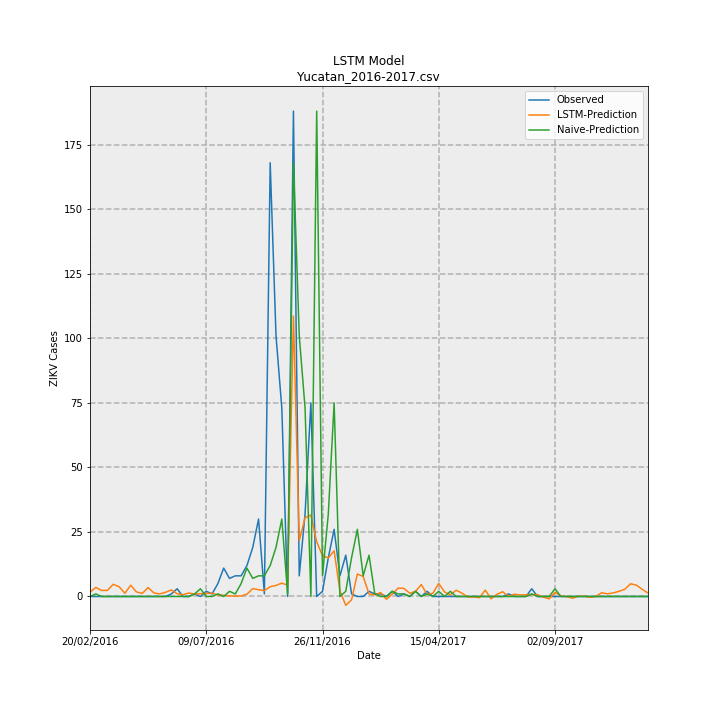 LSTM Model
Yucatan_2016-2017.csv
Observed
LSTM-Prediction
Naive-Prediction
ZIKV Cases
175
150
125
100
75
50
25
0
20/02/2016
09/07/2016
26/11/2016
15/04/2017
02/09/2017
Date